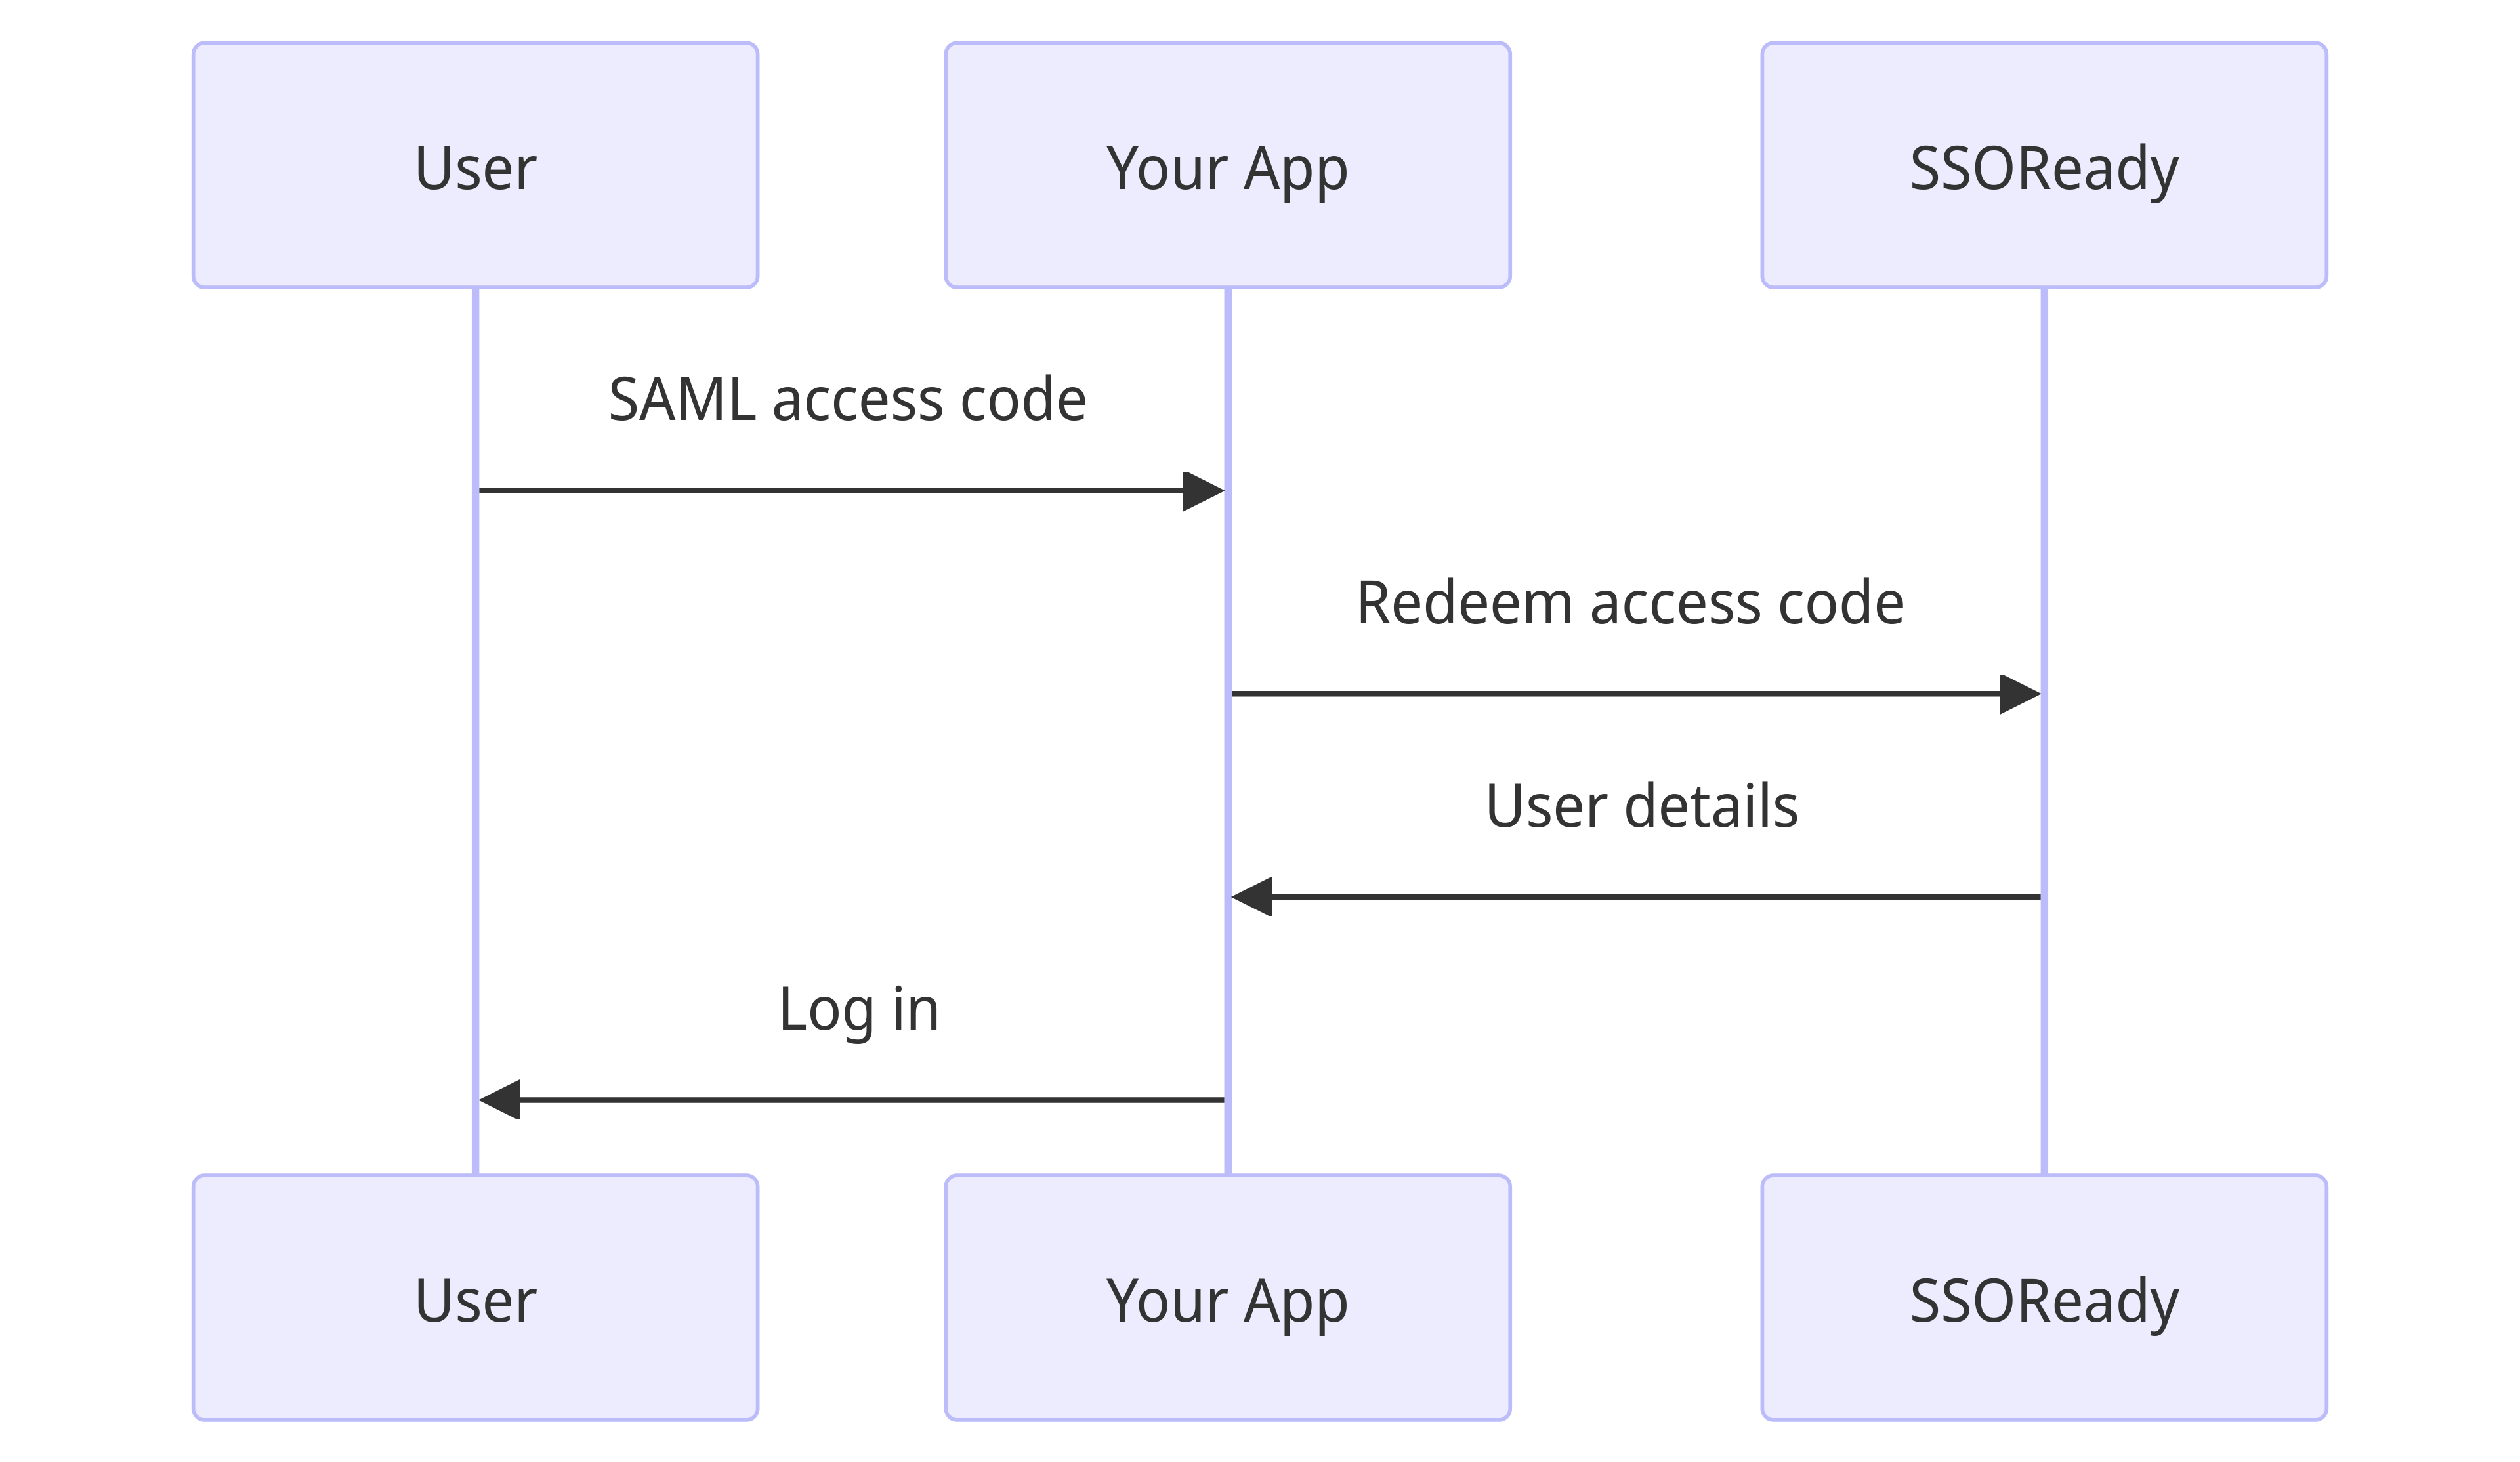 User
Your App
SSOReady
SAML access code
Redeem access code
User details
Log in
User
Your App
SSOReady